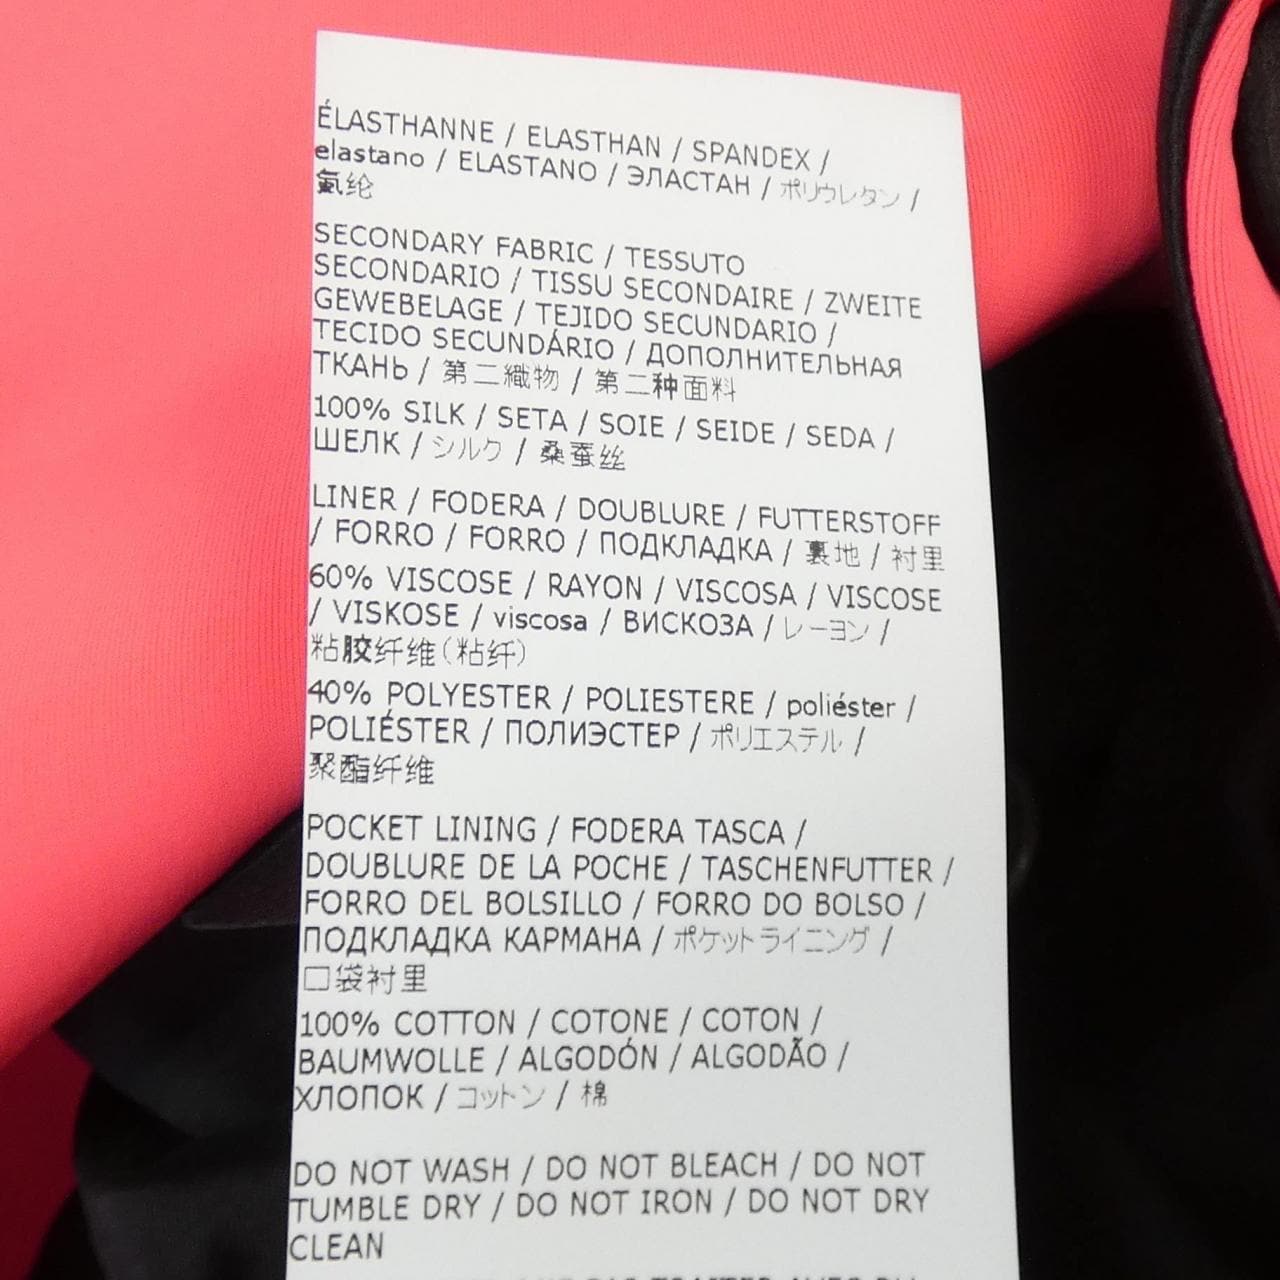 ÉLASTHANNE / ELASTHAN / SPANDEX /
elastano / ELASTANO / ЭЛАСТАН / ポリウレタン /
氨纶
SECONDARY FABRIC / TESSUTO
SECONDARIO / TISSU SECONDAIRE / ZWEITE
GEWEBELAGE / TEJIDO SECUNDARIO /
TECIDO SECUNDÁRIO / ДОПОЛНИТЕЛЬНАЯ
ТКАНЬ / 第二織物 / 第二种面料
100% SILK / SETA / SOIE / SEIDE / SEDA /
ШЕЛК / シルク / 桑蚕丝
LINER / FODERA / DOUBLURE / FUTTERSTOFF
/ FORRO / FORRO / ПОДКЛАДКА / 裏地 / 衬里
60% VISCOSE / RAYON / VISCOSA / VISCOSE
/ VISKOSE / viscosa / ВИСКОЗА / レーヨン /
粘胶纤维(粘纤)
40% POLYESTER / POLIESTERE / poliéster /
POLIÉSTER / ПОЛИЭСТЕР / ポリエステル /
聚酯纤维
POCKET LINING / FODERA TASCA /
DOUBLURE DE LA POCHE / TASCHENFUTTER /
FORRO DEL BOLSILLO / FORRO DO BOLSO /
ПОДКЛАДКА КАРМАНА / ポケットライニング /
口袋衬里
100% COTTON / COTONE / COTON /
BAUMWOLLE / ALGODÓN / ALGODÃO /
ХЛОПОК / コットン / 棉
DO NOT WASH / DO NOT BLEACH / DO NOT
TUMBLE DRY / DO NOT IRON / DO NOT DRY
CLEAN